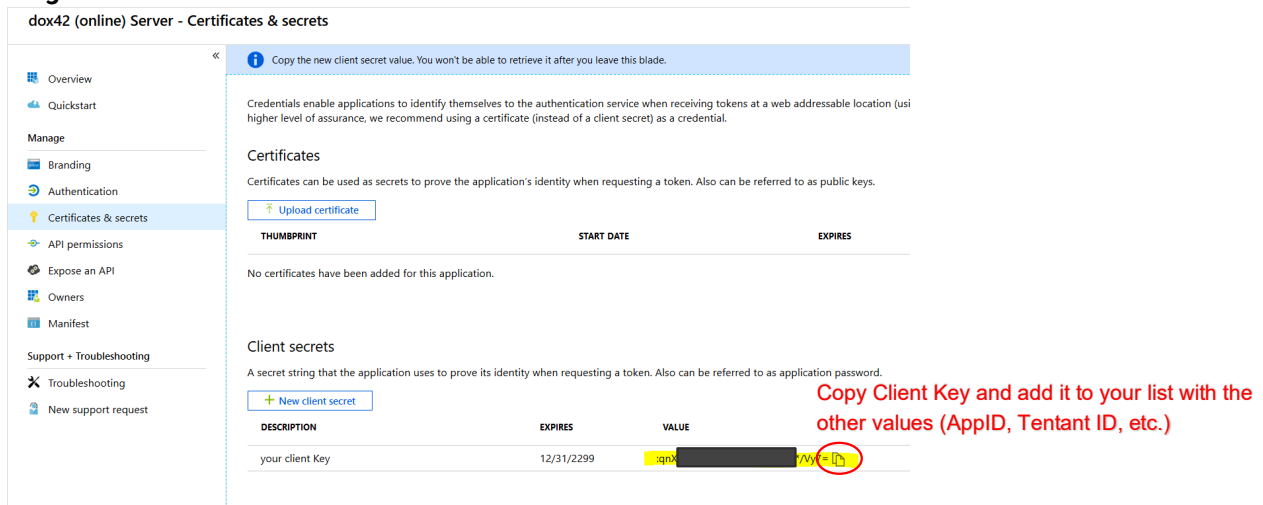 dox42 (online) Server - Certificates & secrets
«
Copy the new client secret value. You won't be able to retrieve it after you leave this blade.
Overview
Quickstart
Manage
Branding
Authentication
Certificates & secrets
API permissions
Expose an API
Owners
Manifest
Support + Troubleshooting
Troubleshooting
New support request
Credentials enable applications to identify themselves to the authentication service when receiving tokens at a web addressable location (usi
higher level of assurance, we recommend using a certificate (instead of a client secret) as a credential.
Certificates
Certificates can be used as secrets to prove the application's identity when requesting a token. Also can be referred to as public keys.
Upload certificate
THUMBPRINT START DATE EXPIRES
No certificates have been added for this application.
Client secrets
A secret string that the application uses to prove its identity when requesting a token. Also can be referred to as application password.
New client secret
DESCRIPTION EXPIRES VALUE
your client Key 12/31/2299 :qnX */Vy7=
Copy Client Key and add it to your list with the
other values (AppID, Tentant ID, etc.)